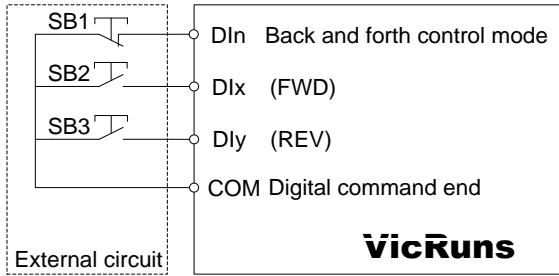 SB1 DIn Back and forth control mode
SB2 DIx (FWD)
SB3 DIy (REV)
COM Digital command end
External circuit VicRuns